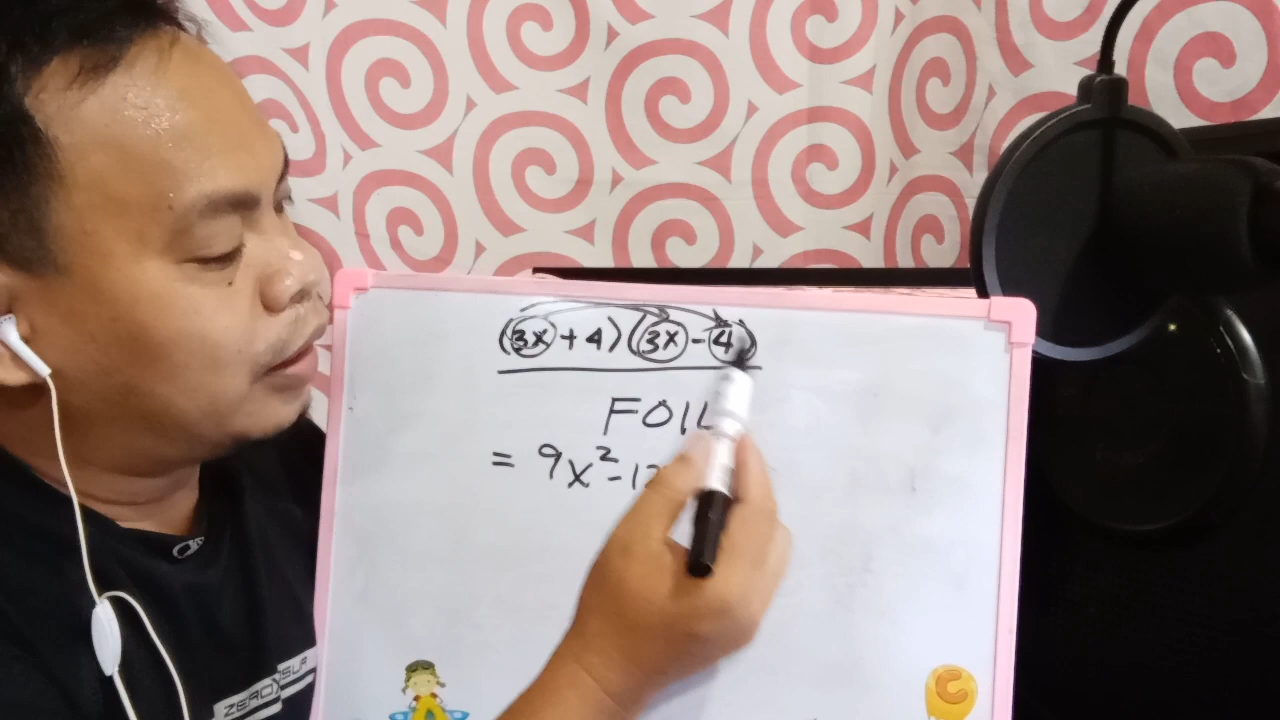 (3x + 4) (3x - 4)
FOIL
= 9x² - 12
ZERO
C